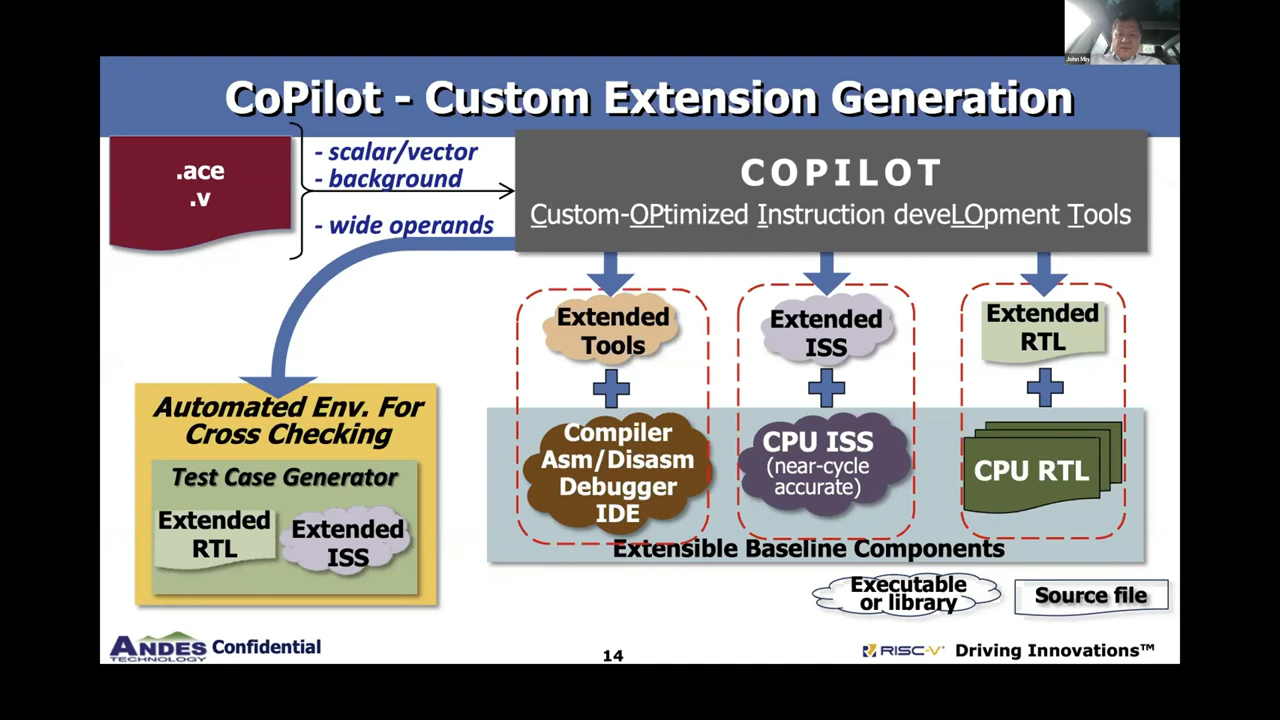 John Min
CoPilot - Custom Extension Generation
.ace
.v
- scalar/vector
- background
- wide operands
COPILOT
Custom-OPtimized Instruction deveLOpment Tools
Extended
Tools
Extended
ISS
Extended
RTL
Compiler
Asm/Disasm
Debugger
IDE
CPU ISS
(near-cycle
accurate)
CPU RTL
Extensible Baseline Components
Automated Env. For
Cross Checking
Test Case Generator
Extended
RTL
Extended
ISS
Executable
or library
Source file
ANDES
TECHNOLOGY
Confidential
14
RISC-V
Driving Innovations™